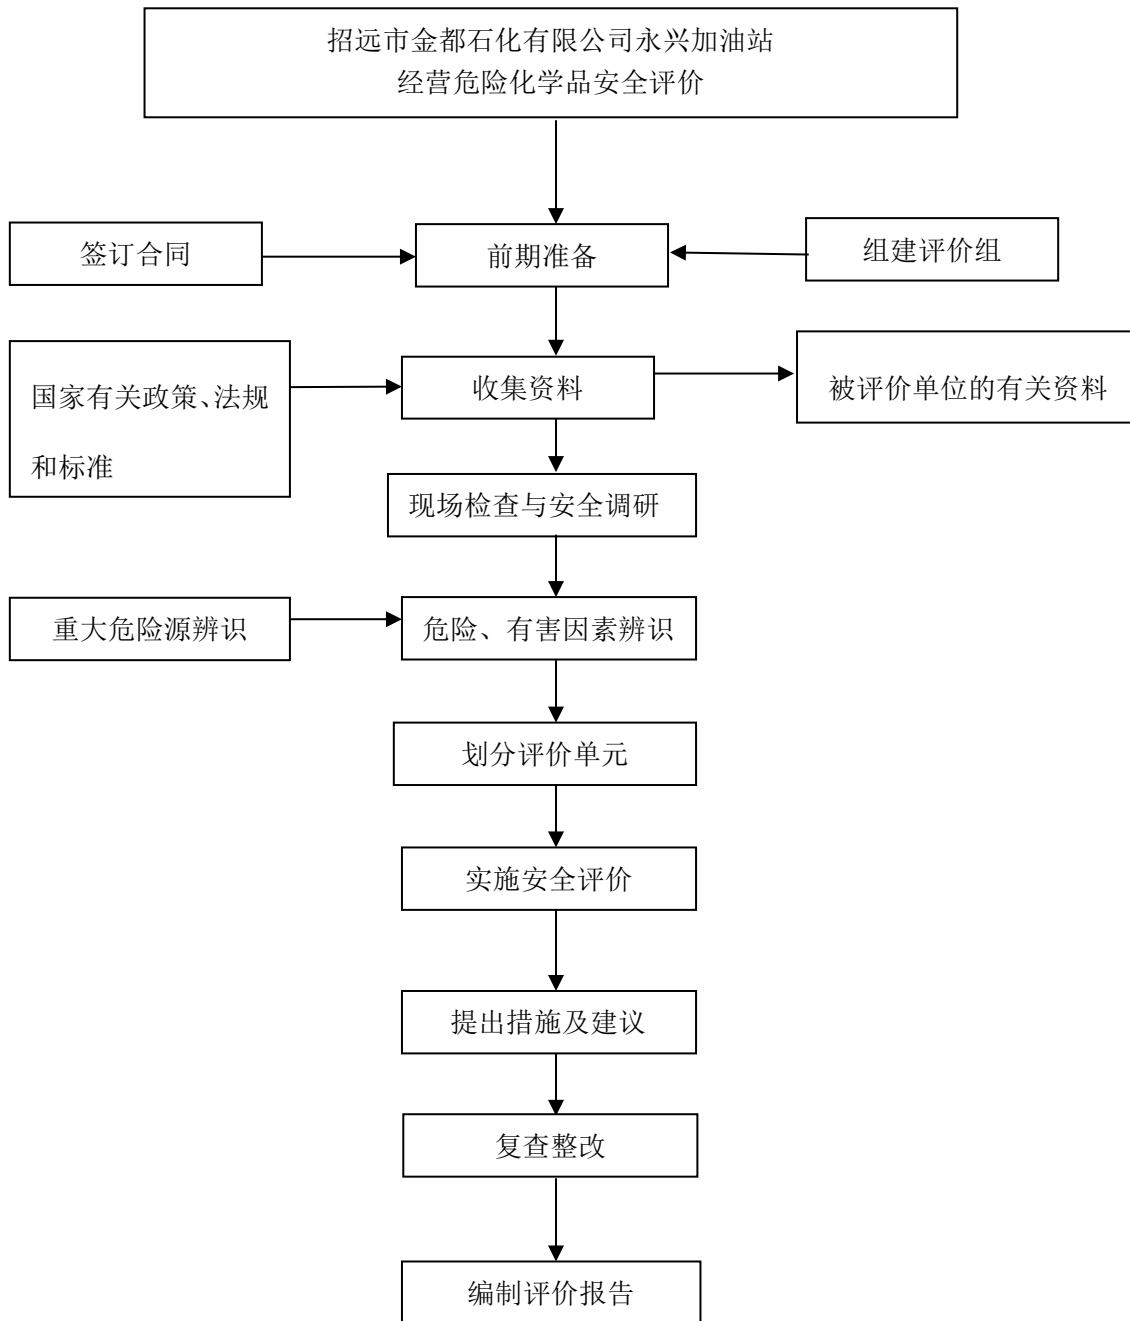 招远市金都石化有限公司永兴加油站
经营危险化学品安全评价
签订合同
前期准备
组建评价组
国家有关政策、法规
和标准
收集资料
被评价单位的有关资料
现场检查与安全调研
重大危险源辨识
危险、有害因素辨识
划分评价单元
实施安全评价
提出措施及建议
复查整改
编制评价报告